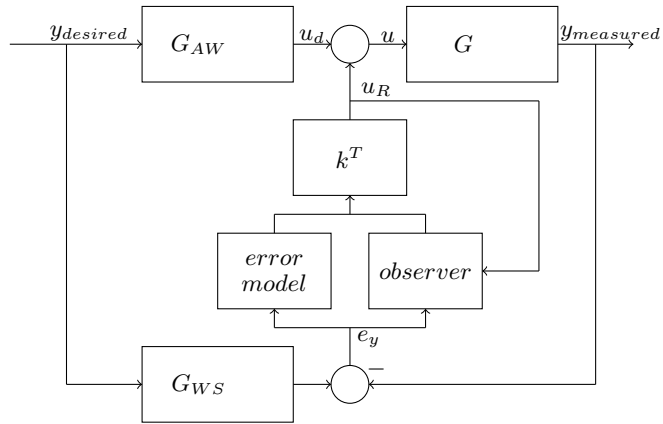 y_desired
G_AW
u_d
u
G
y_measured
u_R
k^T
error
model
observer
e_y
G_WS
−